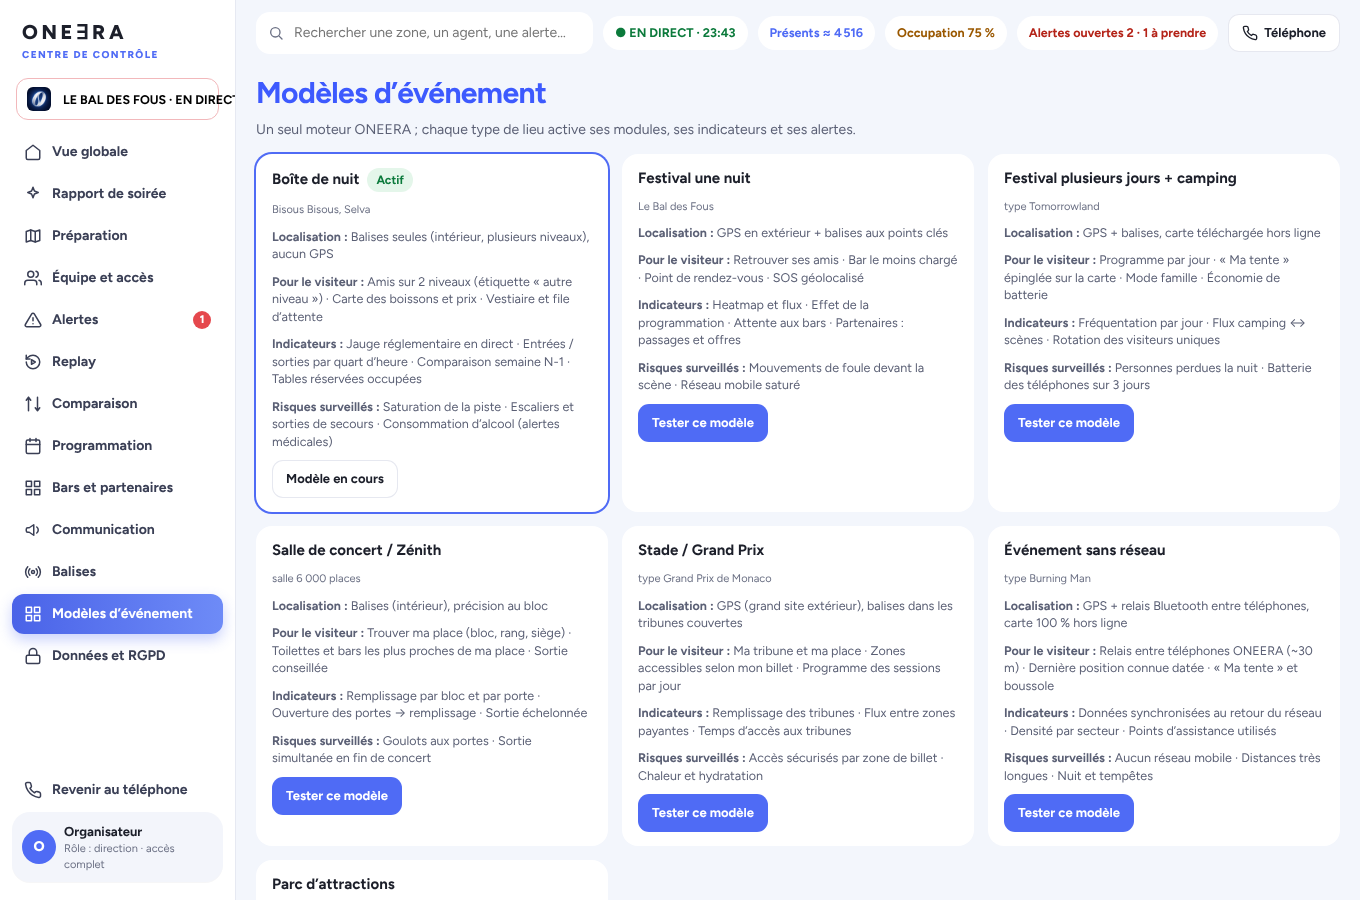 ONEERA
CENTRE DE CONTRÔLE
LE BAL DES FOUS · EN DIRECT
Vue globale
Rapport de soirée
Préparation
Équipe et accès
Alertes
1
Replay
Comparaison
Programmation
Bars et partenaires
Communication
Balises
Modèles d’événement
Données et RGPD
Revenir au téléphone
O
Organisateur
Rôle : direction · accès
complet
Rechercher une zone, un agent, une alerte…
EN DIRECT · 23:43
Présents ≈ 4 516
Occupation 75 %
Alertes ouvertes 2 · 1 à prendre
Téléphone
Modèles d’événement
Un seul moteur ONEERA ; chaque type de lieu active ses modules, ses indicateurs et ses alertes.
Boîte de nuit
Actif
Bisous Bisous, Selva
Localisation : Balises seules (intérieur, plusieurs niveaux),
aucun GPS
Pour le visiteur : Amis sur 2 niveaux (étiquette « autre
niveau ») · Carte des boissons et prix · Vestiaire et file
d’attente
Indicateurs : Jauge réglementaire en direct · Entrées /
sorties par quart d’heure · Comparaison semaine N-1 ·
Tables réservées occupées
Risques surveillés : Saturation de la piste · Escaliers et
sorties de secours · Consommation d’alcool (alertes
médicales)
Modèle en cours
Festival une nuit
Le Bal des Fous
Localisation : GPS en extérieur + balises aux points clés
Pour le visiteur : Retrouver ses amis · Bar le moins chargé
· Point de rendez-vous · SOS géolocalisé
Indicateurs : Heatmap et flux · Effet de la
programmation · Attente aux bars · Partenaires :
passages et offres
Risques surveillés : Mouvements de foule devant la
scène · Réseau mobile saturé
Tester ce modèle
Festival plusieurs jours + camping
type Tomorrowland
Localisation : GPS + balises, carte téléchargée hors ligne
Pour le visiteur : Programme par jour · « Ma tente »
épinglée sur la carte · Mode famille · Économie de
batterie
Indicateurs : Fréquentation par jour · Flux camping ↔
scènes · Rotation des visiteurs uniques
Risques surveillés : Personnes perdues la nuit · Batterie
des téléphones sur 3 jours
Tester ce modèle
Salle de concert / Zénith
salle 6 000 places
Localisation : Balises (intérieur), précision au bloc
Pour le visiteur : Trouver ma place (bloc, rang, siège) ·
Toilettes et bars les plus proches de ma place · Sortie
conseillée
Indicateurs : Remplissage par bloc et par porte ·
Ouverture des portes → remplissage · Sortie échelonnée
Risques surveillés : Goulots aux portes · Sortie
simultanée en fin de concert
Tester ce modèle
Stade / Grand Prix
type Grand Prix de Monaco
Localisation : GPS (grand site extérieur), balises dans les
tribunes couvertes
Pour le visiteur : Ma tribune et ma place · Zones
accessibles selon mon billet · Programme des sessions
par jour
Indicateurs : Remplissage des tribunes · Flux entre zones
payantes · Temps d’accès aux tribunes
Risques surveillés : Accès sécurisés par zone de billet ·
Chaleur et hydratation
Tester ce modèle
Événement sans réseau
type Burning Man
Localisation : GPS + relais Bluetooth entre téléphones,
carte 100 % hors ligne
Pour le visiteur : Relais entre téléphones ONEERA (~30
m) · Dernière position connue datée · « Ma tente » et
boussole
Indicateurs : Données synchronisées au retour du réseau
· Densité par secteur · Points d’assistance utilisés
Risques surveillés : Aucun réseau mobile · Distances très
longues · Nuit et tempêtes
Tester ce modèle
Parc d’attractions